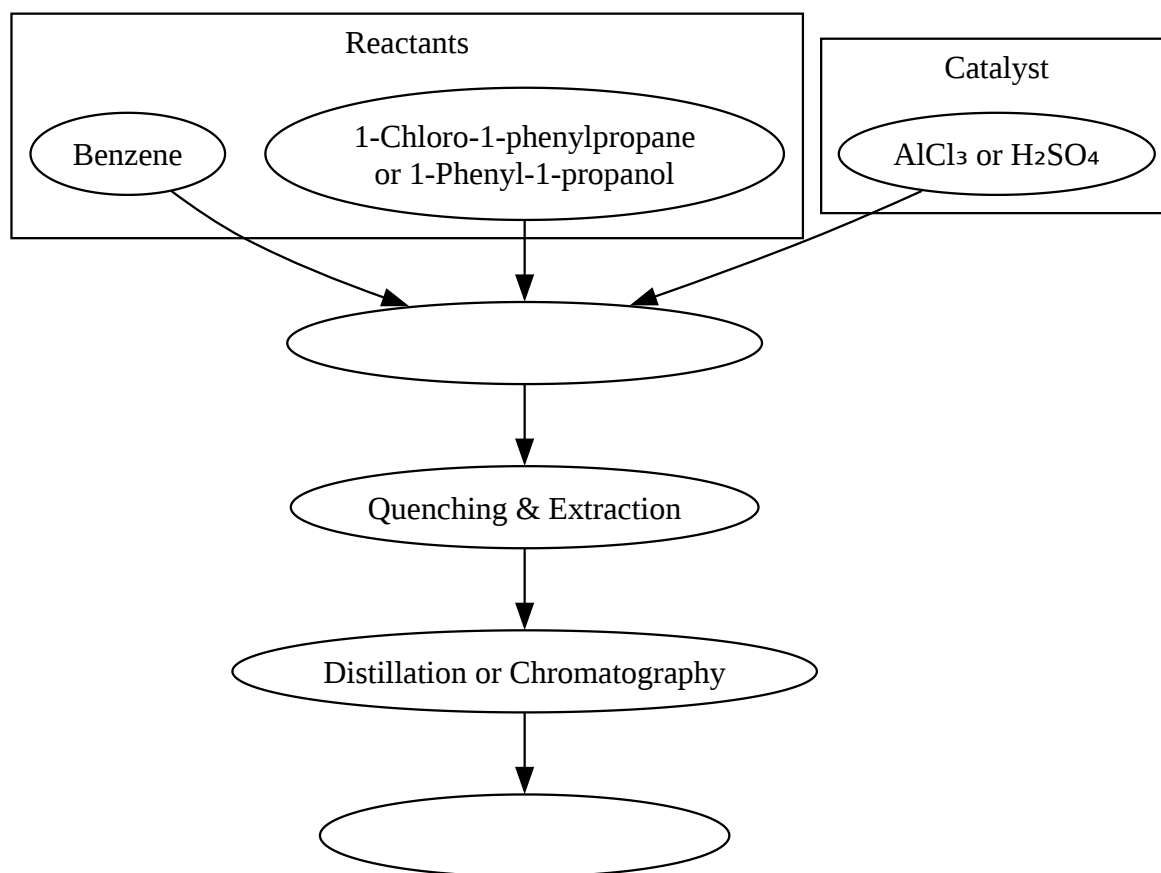 Reactants
Catalyst
Benzene
1-Chloro-1-phenylpropane
or 1-Phenyl-1-propanol
AlCl₃ or H₂SO₄
Quenching & Extraction
Distillation or Chromatography